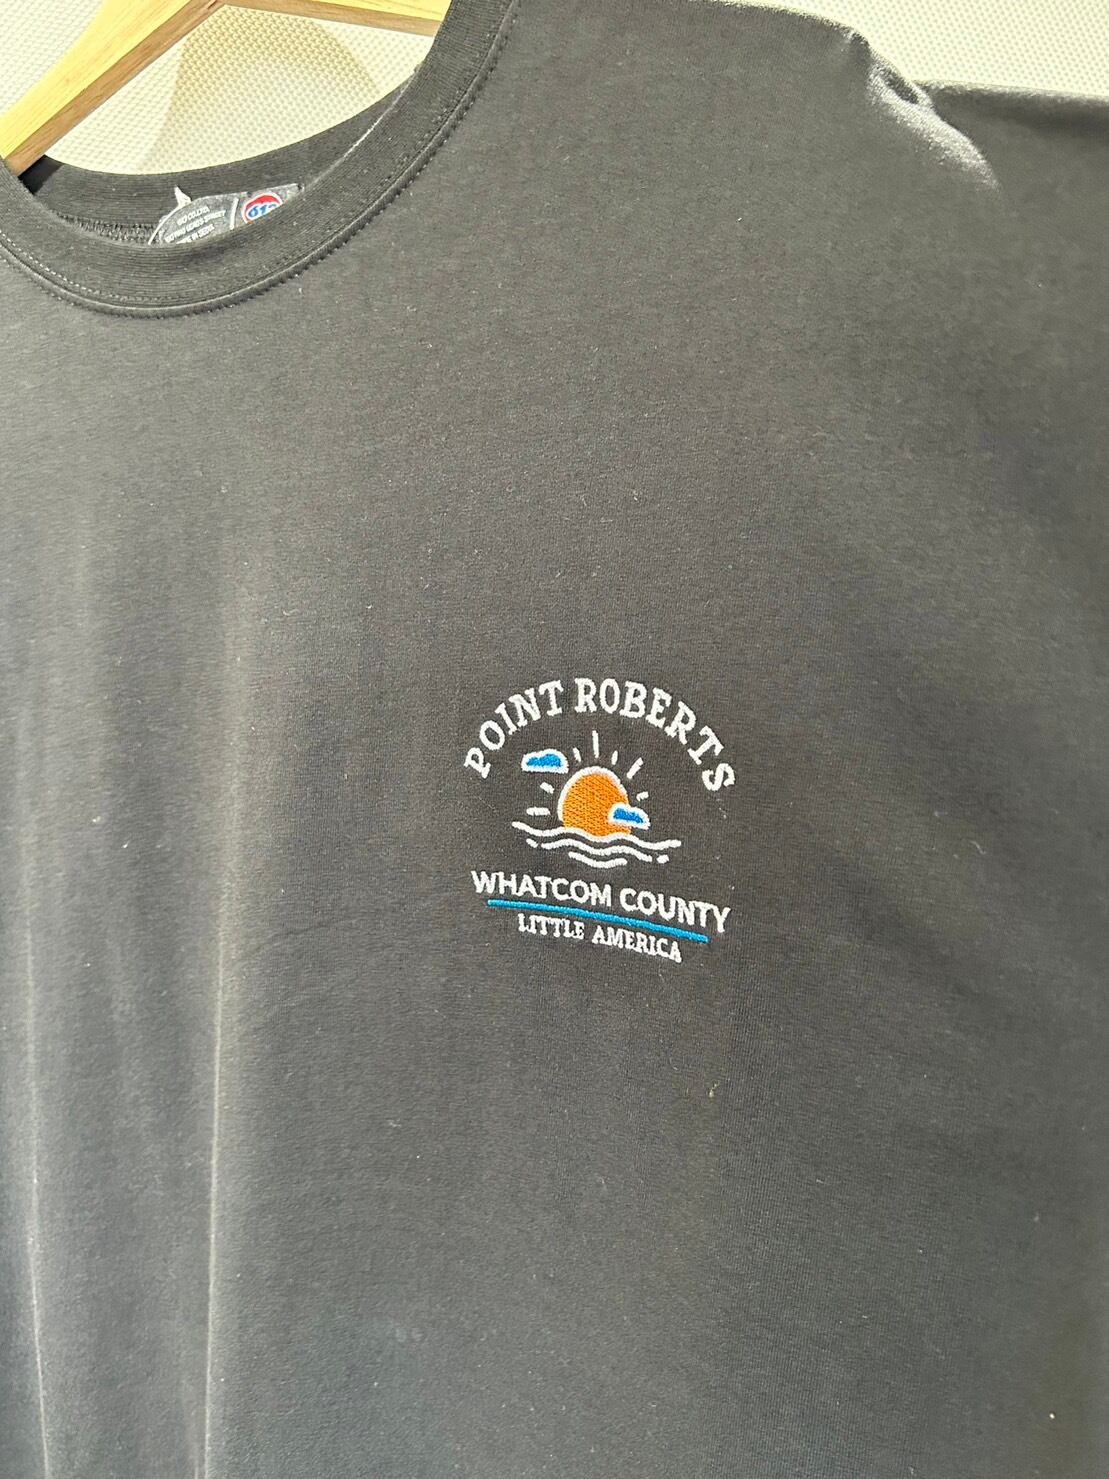 POINT ROBERTS
WHATCOM COUNTY
LITTLE AMERICA